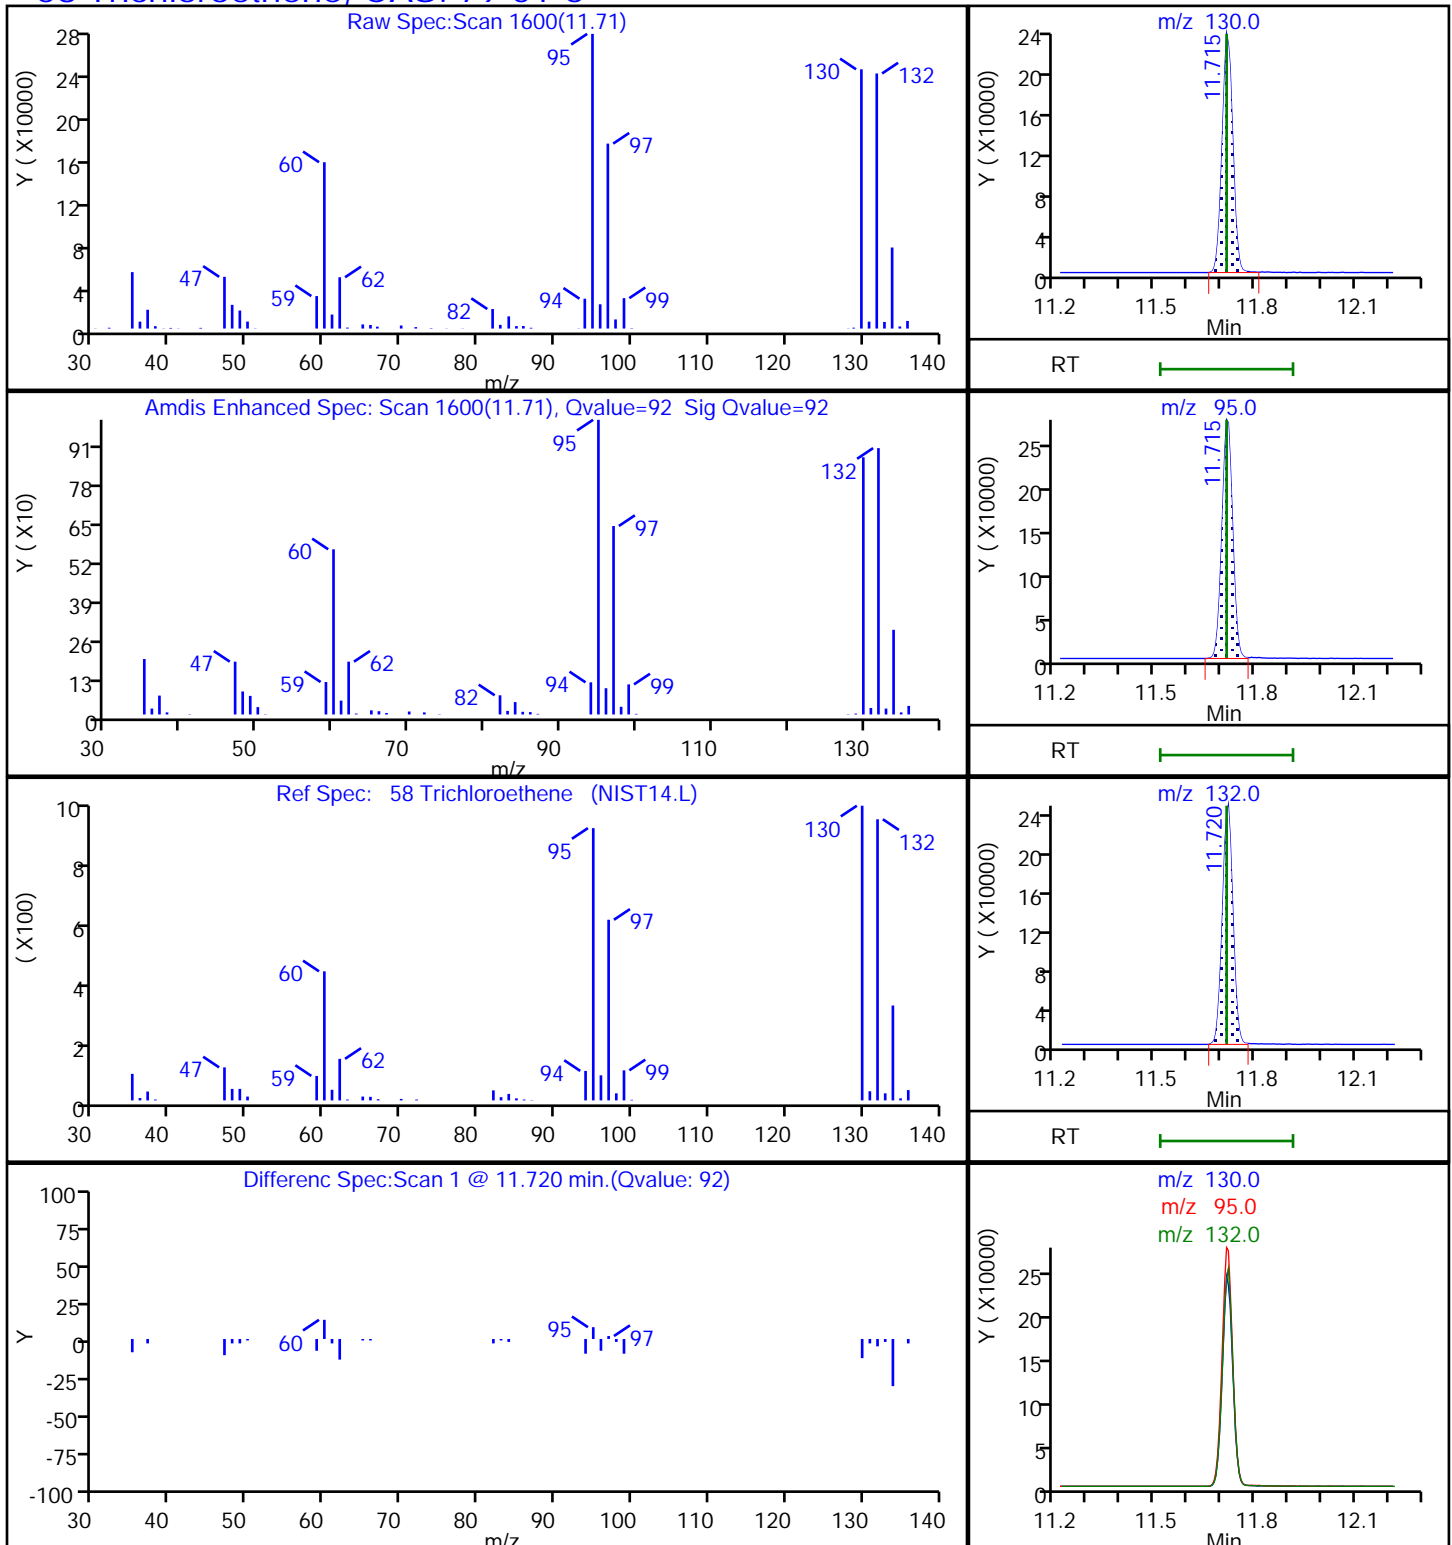 Raw Spec:Scan 1600(11.71)
28
24
20
16
12
8
4
0
Y ( X10000)
95
130
132
97
60
47
59
62
82
94
99
30 40 50 60 70 80 90 100 110 120 130 140
m/z
m/z 130.0
24
20
16
12
8
4
0
Y ( X10000)
11.715
11.2 11.5 11.8 12.1
Min
RT
Amdis Enhanced Spec: Scan 1600(11.71), Qvalue=92 Sig Qvalue=92
91
78
65
52
39
26
13
0
Y ( X10)
95
132
97
60
47
59
62
82
94
99
30 50 70 90 110 130
m/z
m/z 95.0
25
20
15
10
5
0
Y ( X10000)
11.715
11.2 11.5 11.8 12.1
Min
RT
Ref Spec: 58 Trichloroethene (NIST14.L)
10
8
6
4
2
0
( X100)
130
132
95
97
60
47
59
62
94
99
30 40 50 60 70 80 90 100 110 120 130 140
m/z 132.0
24
20
16
12
8
4
0
Y ( X10000)
11.720
11.2 11.5 11.8 12.1
Min
RT
Differenc Spec:Scan 1 @ 11.720 min.(Qvalue: 92)
100
75
50
25
0
-25
-50
-75
-100
Y
60
95
97
30 40 50 60 70 80 90 100 110 120 130 140
m/z
m/z 130.0
m/z 95.0
m/z 132.0
25
20
15
10
5
0
Y ( X10000)
11.2 11.5 11.8 12.1
Min